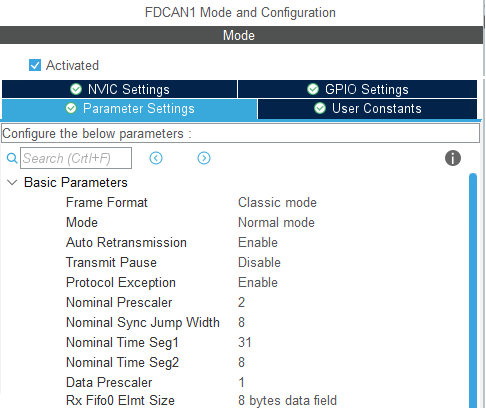 FDCAN1 Mode and Configuration
Mode
Activated
NVIC Settings
GPIO Settings
Parameter Settings
User Constants
Configure the below parameters :
Search (Crtl+F)
Basic Parameters
Frame Format Classic mode
Mode Normal mode
Auto Retransmission Enable
Transmit Pause Disable
Protocol Exception Enable
Nominal Prescaler 2
Nominal Sync Jump Width 8
Nominal Time Seg1 31
Nominal Time Seg2 8
Data Prescaler 1
Rx Fifo0 Elmt Size 8 bytes data field